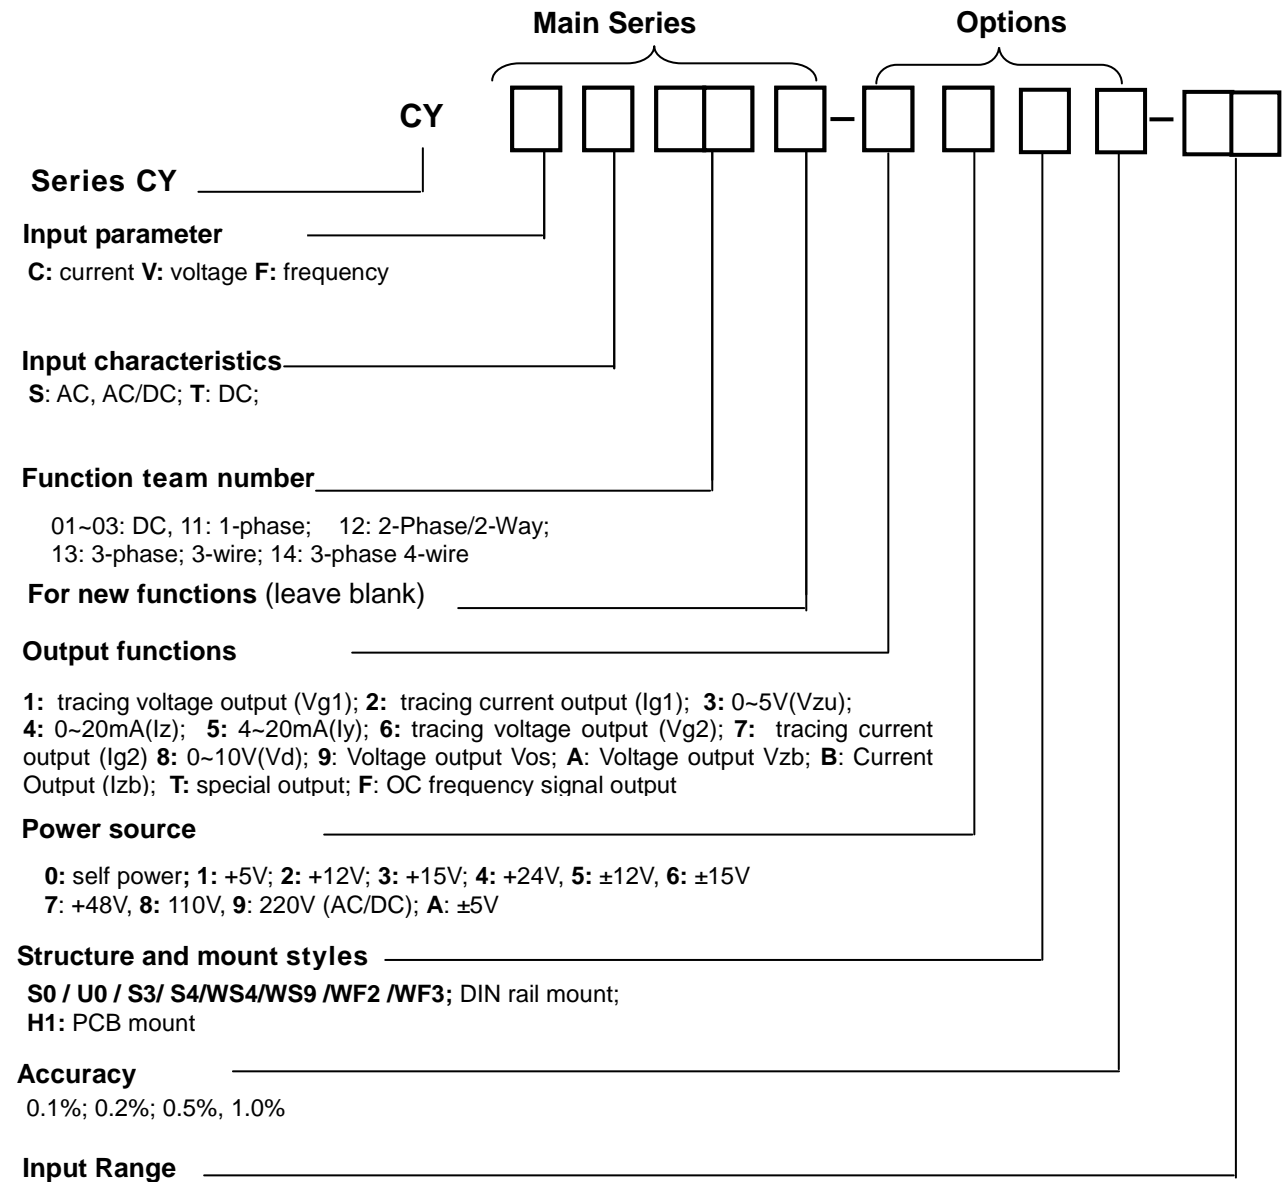 Main Series
Options
CY
Series CY
Input parameter
C: current V: voltage F: frequency
Input characteristics
S: AC, AC/DC; T: DC;
Function team number
01~03: DC, 11: 1-phase; 12: 2-Phase/2-Way;
13: 3-phase; 3-wire; 14: 3-phase 4-wire
For new functions (leave blank)
Output functions
1: tracing voltage output (Vg1); 2: tracing current output (Ig1); 3: 0~5V(Vzu);
4: 0~20mA(Iz); 5: 4~20mA(Iy); 6: tracing voltage output (Vg2); 7: tracing current
output (Ig2) 8: 0~10V(Vd); 9: Voltage output Vos; A: Voltage output Vzb; B: Current
Output (Izb); T: special output; F: OC frequency signal output
Power source
0: self power; 1: +5V; 2: +12V; 3: +15V; 4: +24V, 5: ±12V, 6: ±15V
7: +48V, 8: 110V, 9: 220V (AC/DC); A: ±5V
Structure and mount styles
S0 / U0 / S3/ S4/WS4/WS9 /WF2 /WF3; DIN rail mount;
H1: PCB mount
Accuracy
0.1%; 0.2%; 0.5%, 1.0%
Input Range